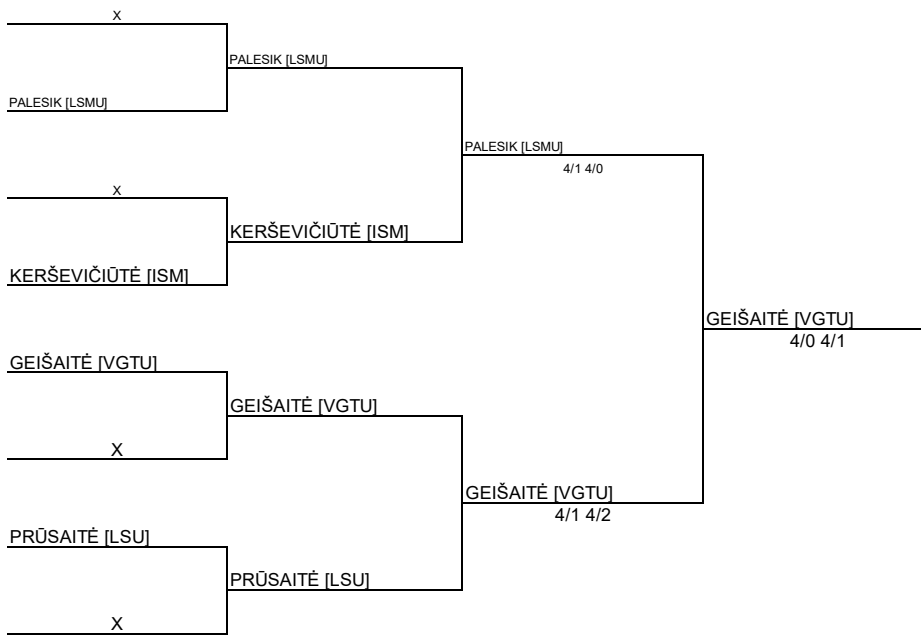 X
PALESIK [LSMU]
PALESIK [LSMU]
PALESIK [LSMU]
4/1 4/0
X
KERŠEVIČIŪTĖ [ISM]
KERŠEVIČIŪTĖ [ISM]
GEIŠAITĖ [VGTU]
4/0 4/1
GEIŠAITĖ [VGTU]
GEIŠAITĖ [VGTU]
X
GEIŠAITĖ [VGTU]
4/1 4/2
PRŪSAITĖ [LSU]
PRŪSAITĖ [LSU]
X